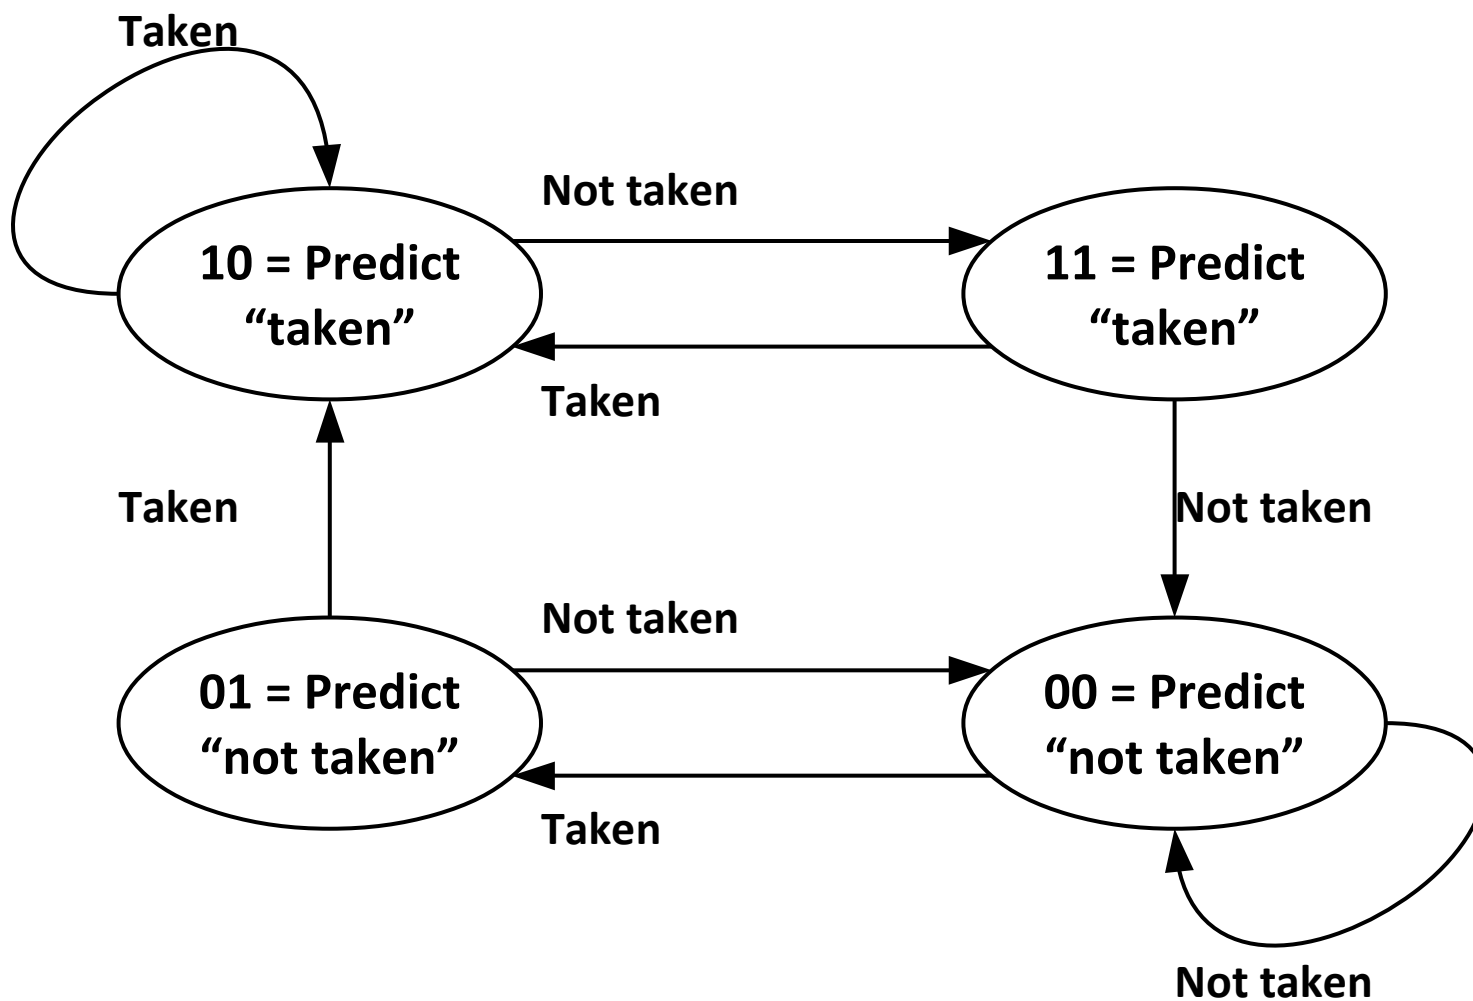 Taken
Not taken
10 = Predict
“taken”
11 = Predict
“taken”
Taken
Taken
Not taken
Not taken
01 = Predict
“not taken”
00 = Predict
“not taken”
Taken
Not taken